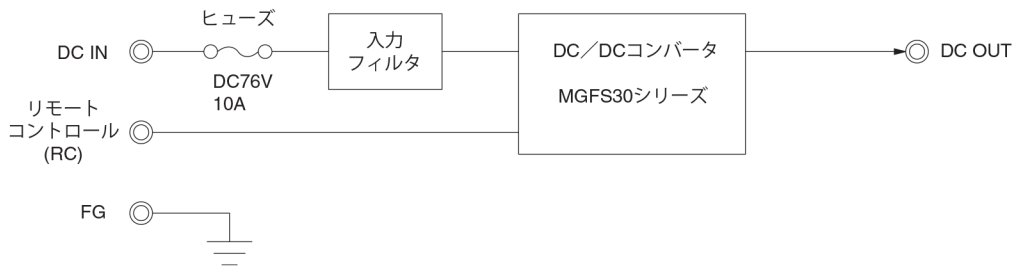 ヒューズ
DC IN
入力
フィルタ
DC/DCコンバータ
DC OUT
DC76V
10A
MGFS30シリーズ
リモート
コントロール
(RC)
FG